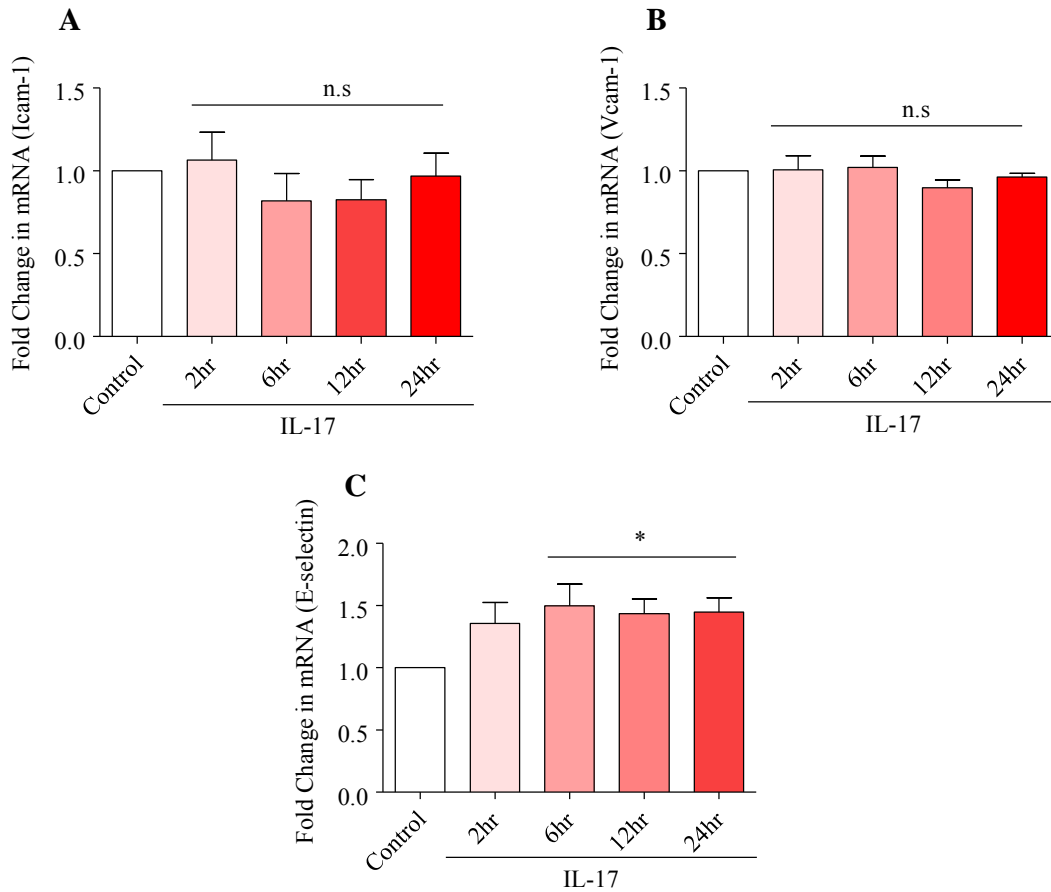 A
Fold Change in mRNA (Icam-1)
1.5
1.0
0.5
0.0
n.s
Control
2hr
6hr
12hr
24hr
IL-17
B
Fold Change in mRNA (Vcam-1)
1.5
1.0
0.5
0.0
n.s
Control
2hr
6hr
12hr
24hr
IL-17
C
Fold Change in mRNA (E-selectin)
2.0
1.5
1.0
0.5
0.0
*
Control
2hr
6hr
12hr
24hr
IL-17